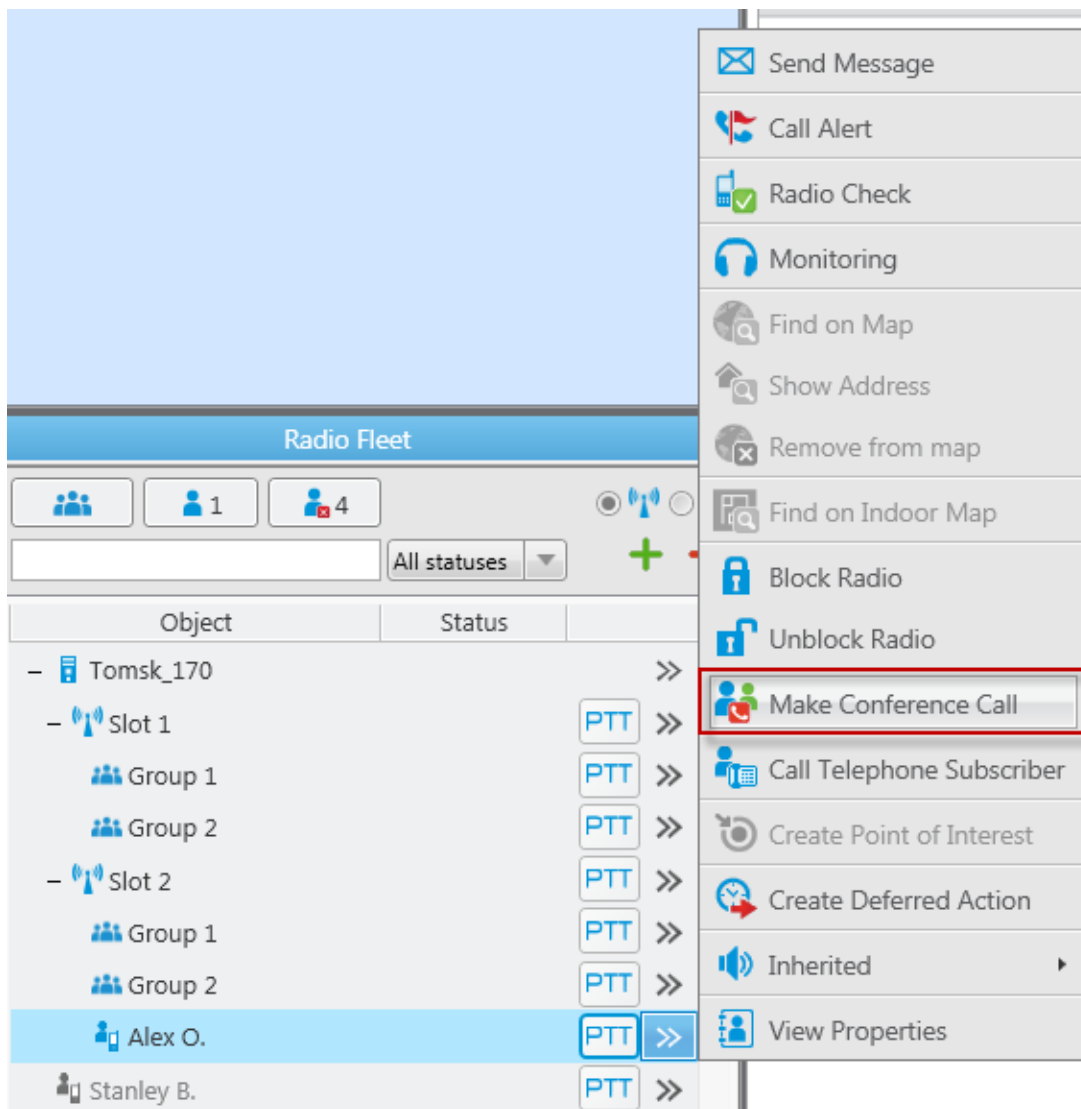 Send Message
Call Alert
Radio Check
Monitoring
Find on Map
Show Address
Remove from map
Find on Indoor Map
Block Radio
Unblock Radio
Make Conference Call
Call Telephone Subscriber
Create Point of Interest
Create Deferred Action
Inherited
View Properties
Radio Fleet
1 4
All statuses
Object Status
Tomsk_170
Slot 1 PTT
Group 1 PTT
Group 2 PTT
Slot 2 PTT
Group 1 PTT
Group 2 PTT
Alex O. PTT
Stanley B. PTT